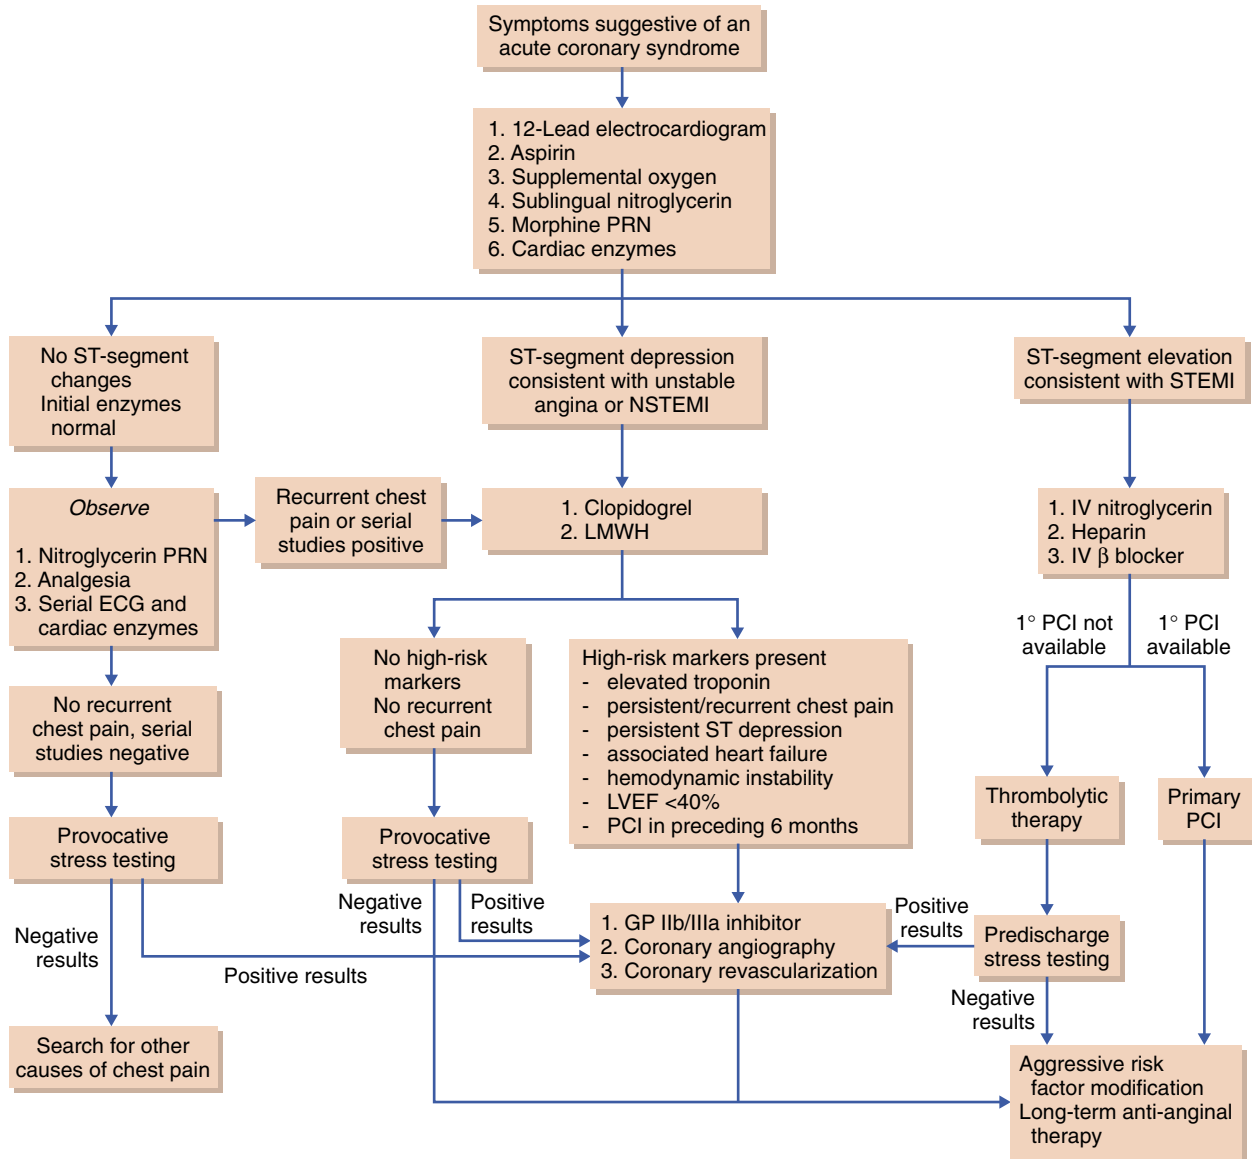 Symptoms suggestive of an
acute coronary syndrome
1. 12-Lead electrocardiogram
2. Aspirin
3. Supplemental oxygen
4. Sublingual nitroglycerin
5. Morphine PRN
6. Cardiac enzymes
No ST-segment
changes
Initial enzymes
normal
ST-segment depression
consistent with unstable
angina or NSTEMI
ST-segment elevation
consistent with STEMI
Observe
1. Nitroglycerin PRN
2. Analgesia
3. Serial ECG and
cardiac enzymes
Recurrent chest
pain or serial
studies positive
1. Clopidogrel
2. LMWH
1. IV nitroglycerin
2. Heparin
3. IV β blocker
1° PCI not
available
1° PCI
available
No recurrent
chest pain, serial
studies negative
No high-risk
markers
No recurrent
chest pain
High-risk markers present
- elevated troponin
- persistent/recurrent chest pain
- persistent ST depression
- associated heart failure
- hemodynamic instability
- LVEF <40%
- PCI in preceding 6 months
Thrombolytic
therapy
Primary
PCI
Provocative
stress testing
Provocative
stress testing
Negative
results
Positive
results
Negative
results
Positive results
1. GP IIb/IIIa inhibitor
2. Coronary angiography
3. Coronary revascularization
Positive
results
Predischarge
stress testing
Negative
results
Search for other
causes of chest pain
Aggressive risk
factor modification
Long-term anti-anginal
therapy